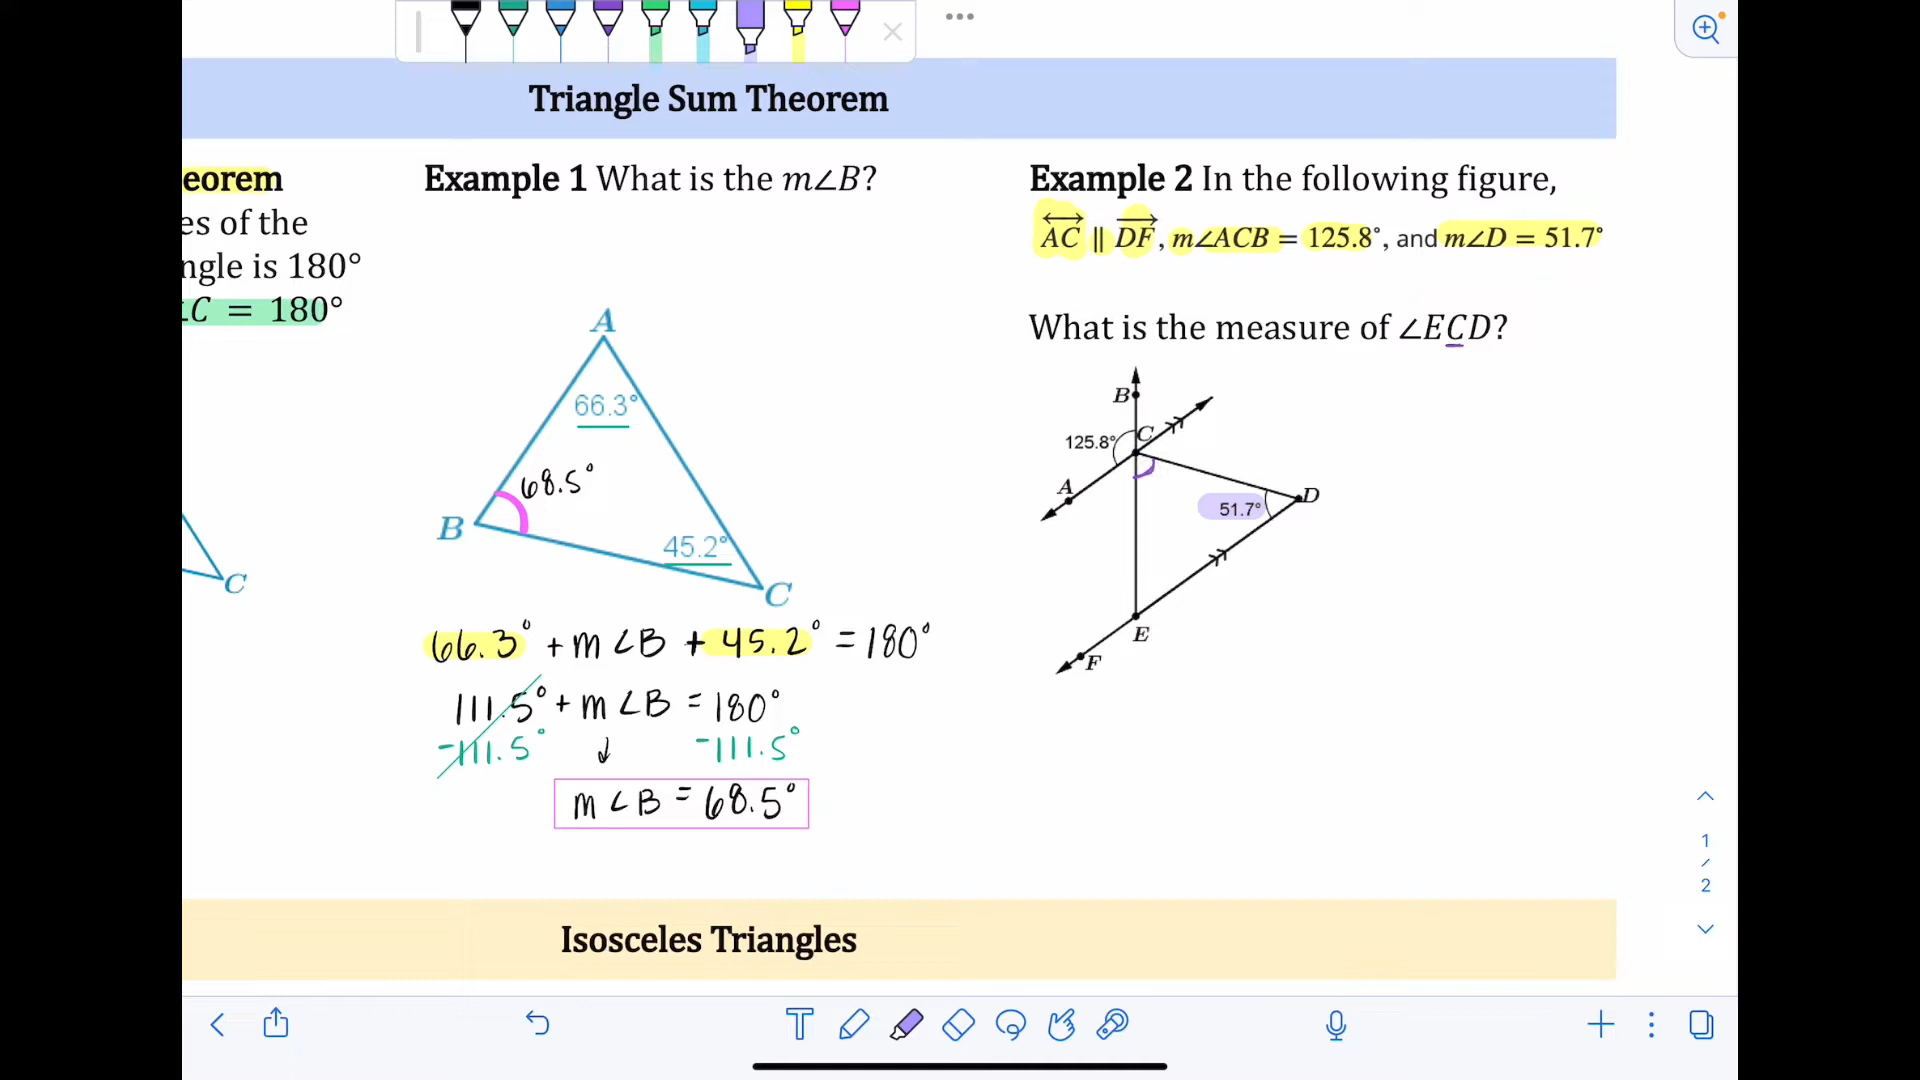 Triangle Sum Theorem
eorem
es of the
ngle is 180°
∠C = 180°
C
Example 1 What is the m∠B?
A
66.3°
68.5°
B
45.2°
C
66.3° + m∠B + 45.2° = 180°
111.5° + m∠B = 180°
-111.5° ↓ -111.5°
m∠B = 68.5°
Example 2 In the following figure,
AC ∥ DF, m∠ACB = 125.8°, and m∠D = 51.7°
What is the measure of ∠ECD?
B
125.8° C
A
51.7° D
E
F
1
/
2
Isosceles Triangles
T